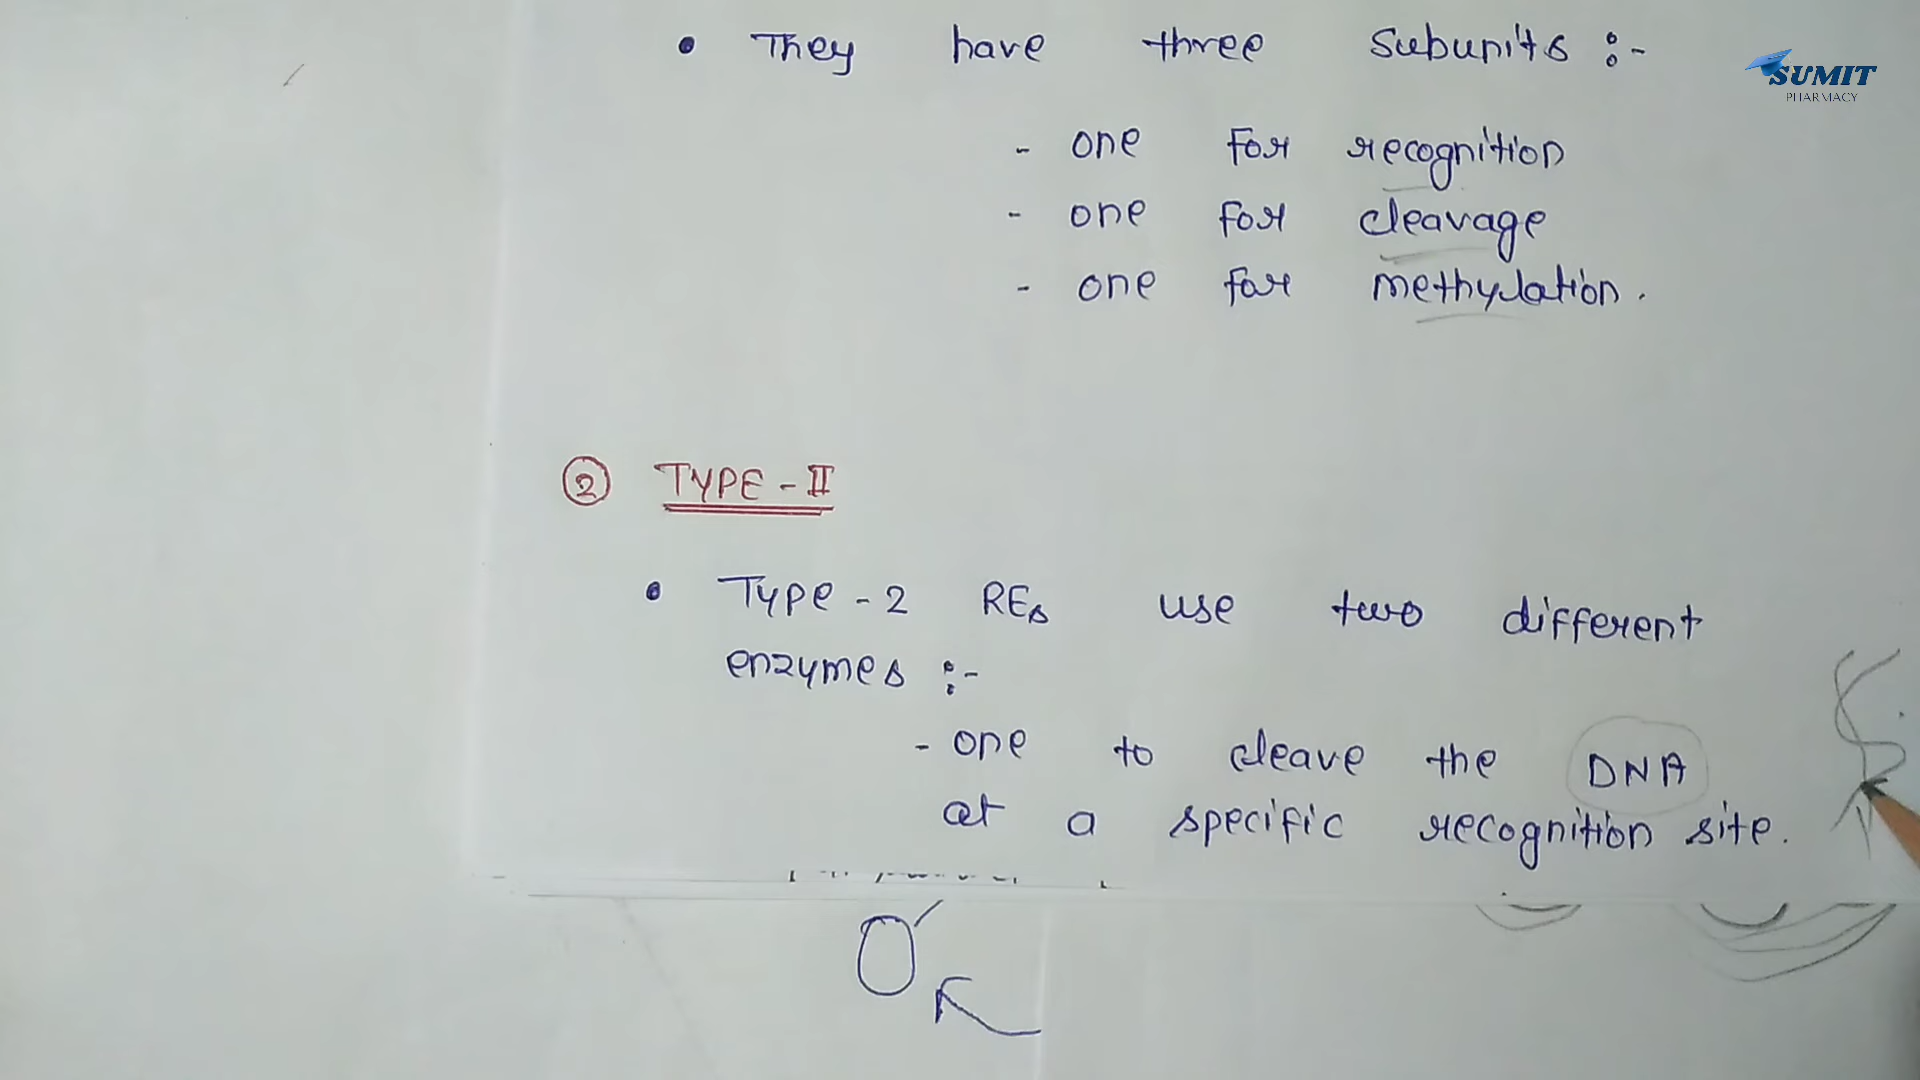 • They have three subunits :-
SUMIT
PHARMACY
- one for recognition
- one for cleavage
- one for methylation.
② TYPE - II
• Type - 2 REs use two different
enzymes :-
- one to cleave the DNA
at a specific recognition site.